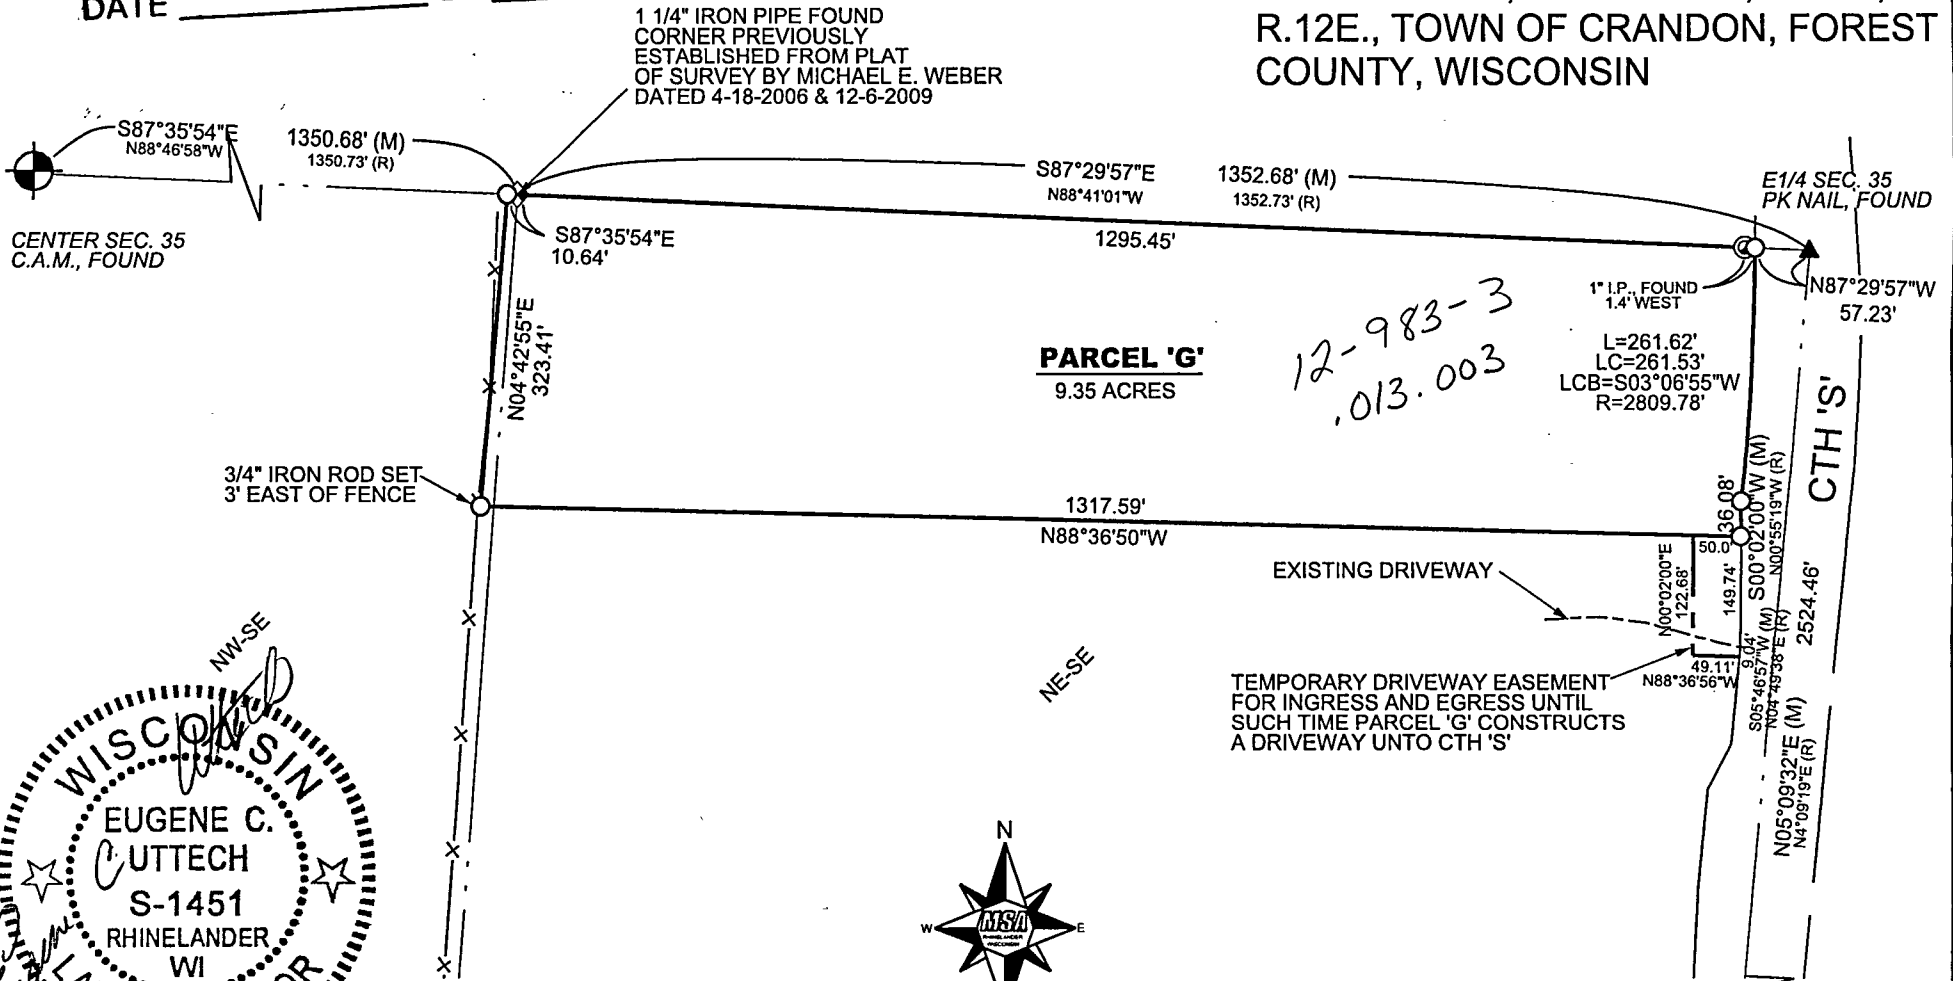 DATE
1 1/4" IRON PIPE FOUND
CORNER PREVIOUSLY
ESTABLISHED FROM PLAT
OF SURVEY BY MICHAEL E. WEBER
DATED 4-18-2006 & 12-6-2009
R.12E., TOWN OF CRANDON, FOREST
COUNTY, WISCONSIN
S87°35'54"E
N88°46'58"W
1350.68' (M)
1350.73' (R)
S87°29'57"E
N88°41'01"W
1352.68' (M)
1352.73' (R)
E1/4 SEC. 35
PK NAIL, FOUND
CENTER SEC. 35
C.A.M., FOUND
S87°35'54"E
10.64'
1295.45'
1" I.P., FOUND
1.4' WEST
N87°29'57"W
57.23'
N04°42'55"E
323.41'
PARCEL 'G'
9.35 ACRES
12-983-3
.013.003
L=261.62'
LC=261.53'
LCB=S03°06'55"W
R=2809.78'
CTH 'S'
3/4" IRON ROD SET
3' EAST OF FENCE
1317.59'
N88°36'50"W
36.08'
S00°02'00"W (M)
N00°55'19"W (R)
50.0'
N00°02'00"E
122.68'
149.74'
EXISTING DRIVEWAY
2524.46'
9.04'
S05°46'57"W (M)
N04°49'38"E (R)
49.11'
N88°36'56"W
TEMPORARY DRIVEWAY EASEMENT
FOR INGRESS AND EGRESS UNTIL
SUCH TIME PARCEL 'G' CONSTRUCTS
A DRIVEWAY UNTO CTH 'S'
N05°09'32"E (M)
N4°09'19"E (R)
NW-SE
NE-SE
WISCONSIN
EUGENE C.
UTTECH
S-1451
RHINELANDER
WI
N
W
E
MSA
RHINELANDER
WISCONSIN